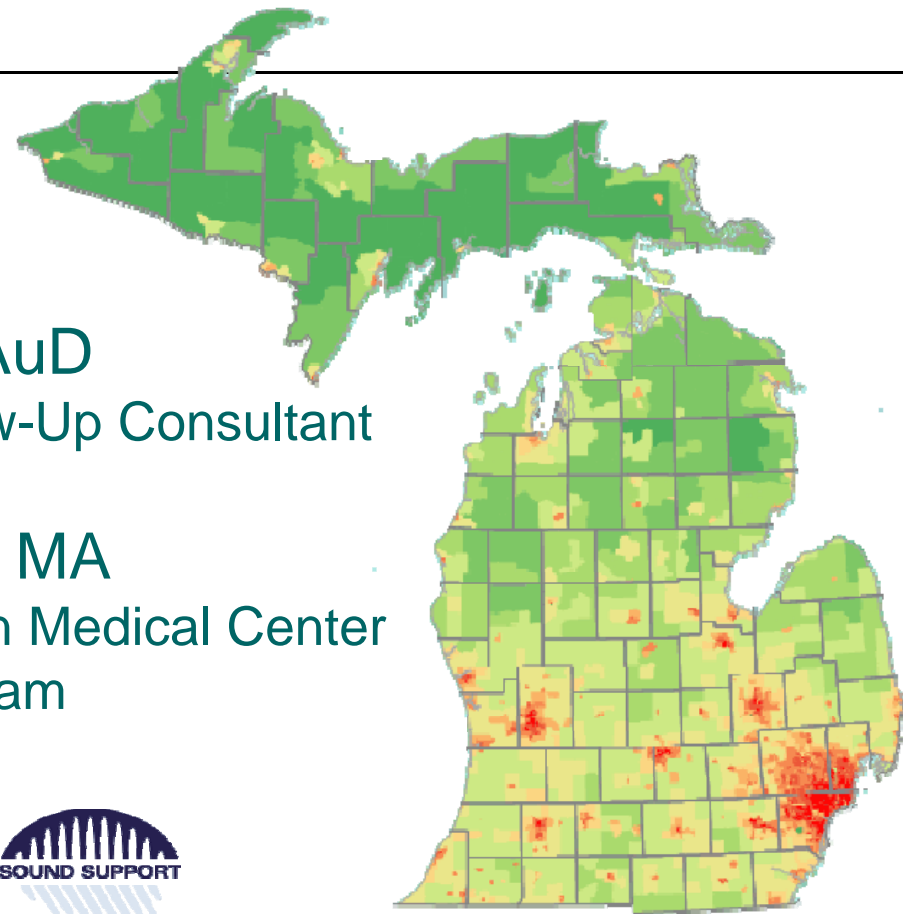 AuD
w-Up Consultant
MA
n Medical Center
am
SOUND SUPPORT